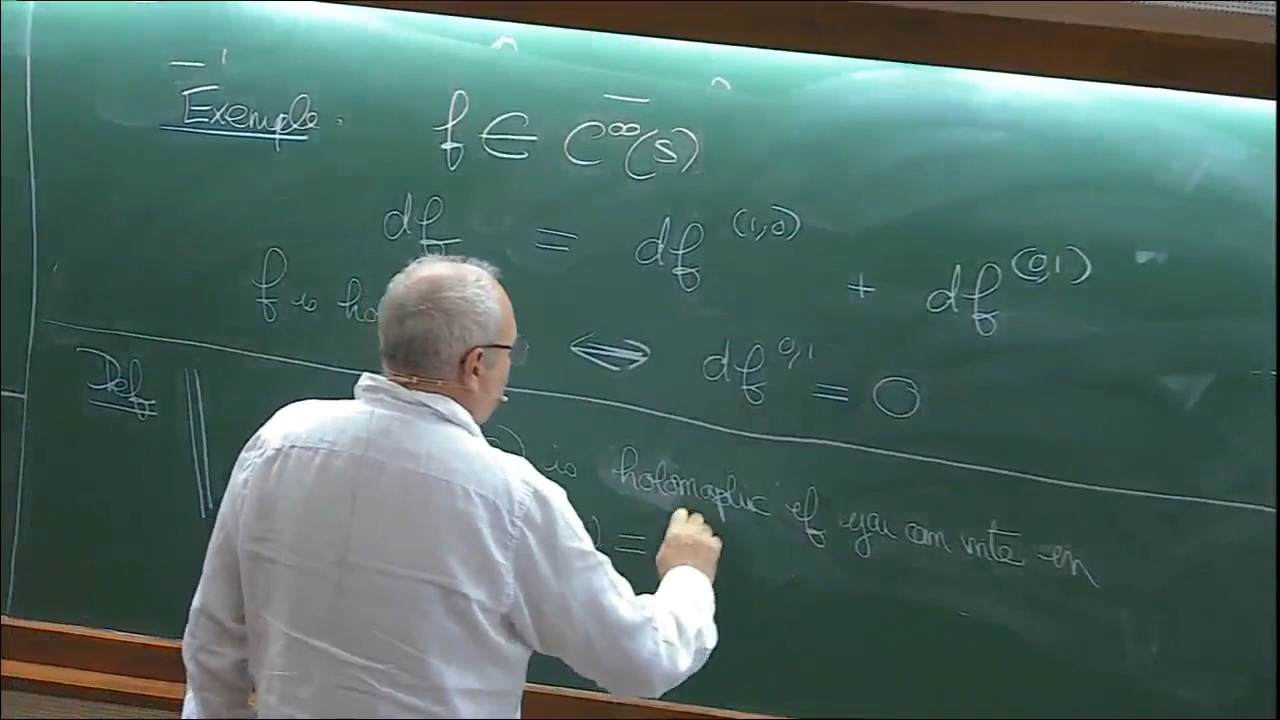 Exemple. f ∈ C^∞(S)
df = df^(1,0) + df^(0,1)
f is ho ⟺ df^0,1 = 0
Def ) is holomorphic if you can write
) =